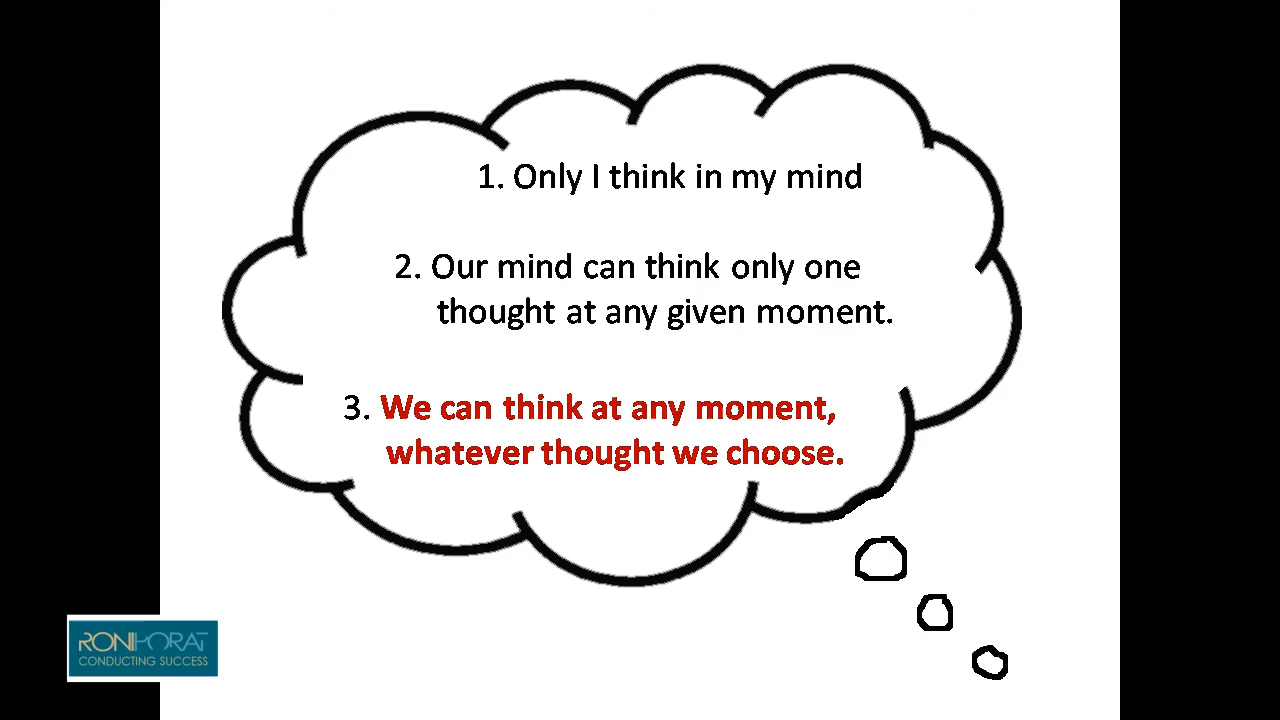 1. Only I think in my mind
2. Our mind can think only one
thought at any given moment.
3. We can think at any moment,
whatever thought we choose.
RONIPORAT
CONDUCTING SUCCESS